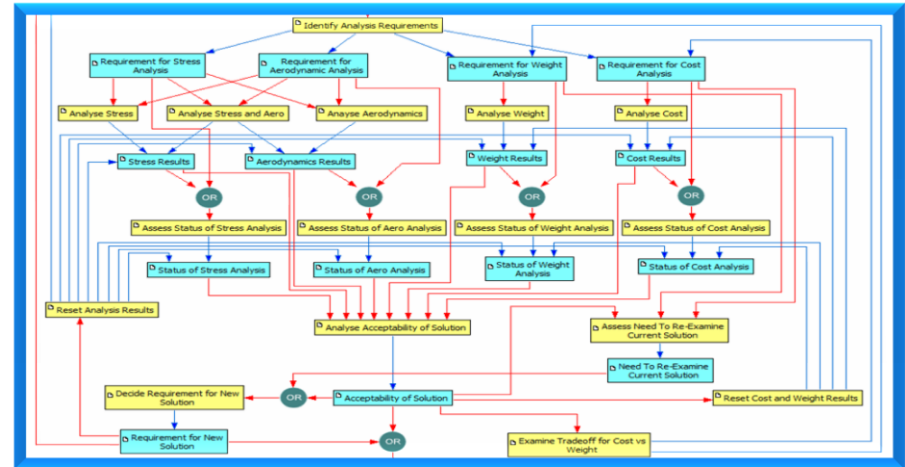 Identify Analysis Requirements
Requirement for Stress
Analysis
Requirement for
Aerodynamic Analysis
Requirement for Weight
Analysis
Requirement for Cost
Analysis
Analyse Stress
Analyse Stress and Aero
Anayse Aerodynamics
Analyse Weight
Analyse Cost
Stress Results
Aerodynamics Results
Weight Results
Cost Results
OR
OR
OR
OR
Assess Status of Stress Analysis
Assess Status of Aero Analysis
Assess Status of Weight Analysis
Assess Status of Cost Analysis
Status of Stress Analysis
Status of Aero Analysis
Status of Weight
Analysis
Status of Cost Analysis
Reset Analysis Results
Analyse Acceptability of Solution
Assess Need To Re-Examine
Current Solution
Need To Re-Examine
Current Solution
Decide Requirement for New
Solution
OR
Acceptability of Solution
Reset Cost and Weight Results
Requirement for New
Solution
OR
Examine Tradeoff for Cost vs
Weight